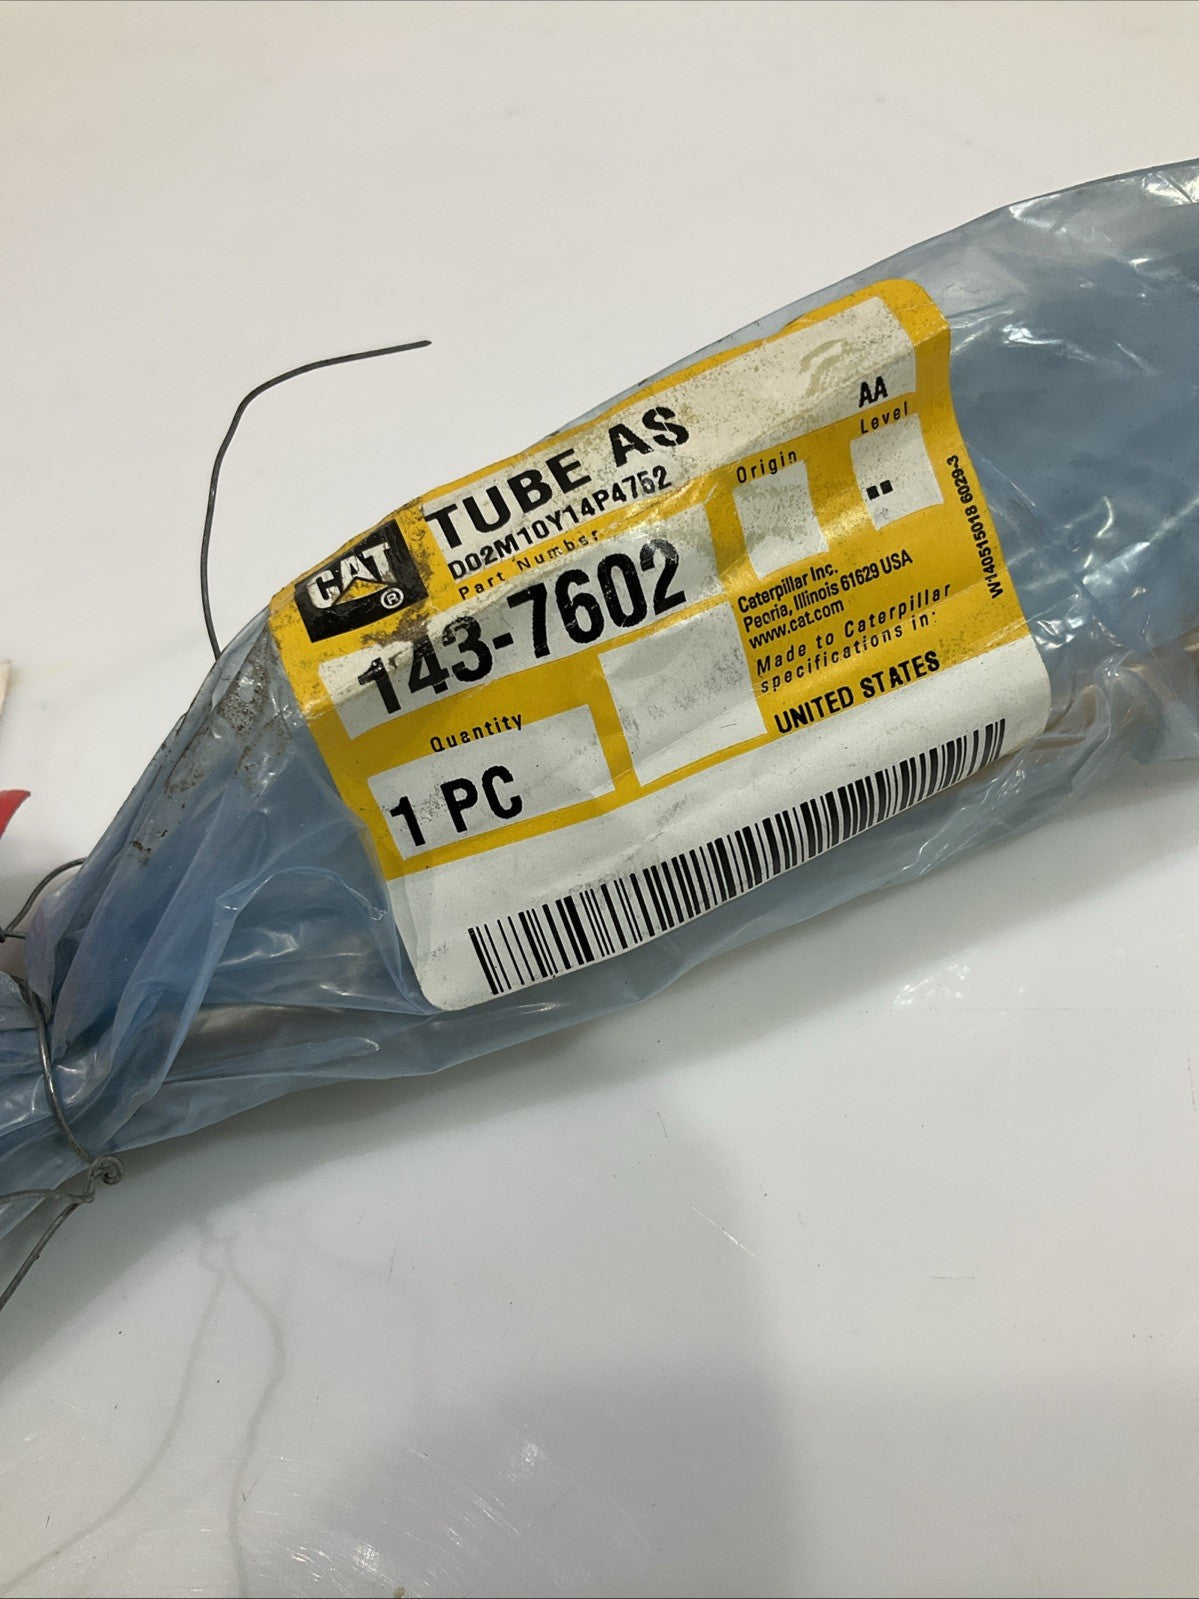 CAT
®
TUBE AS
D02M10Y14P4752
Part Number
143-7602
Quantity
1 PC
Origin
AA
Level
Caterpillar Inc.
Peoria, Illinois 61629 USA
www.cat.com
Made to Caterpillar
specifications in:
UNITED STATES
W140515018 6029-3